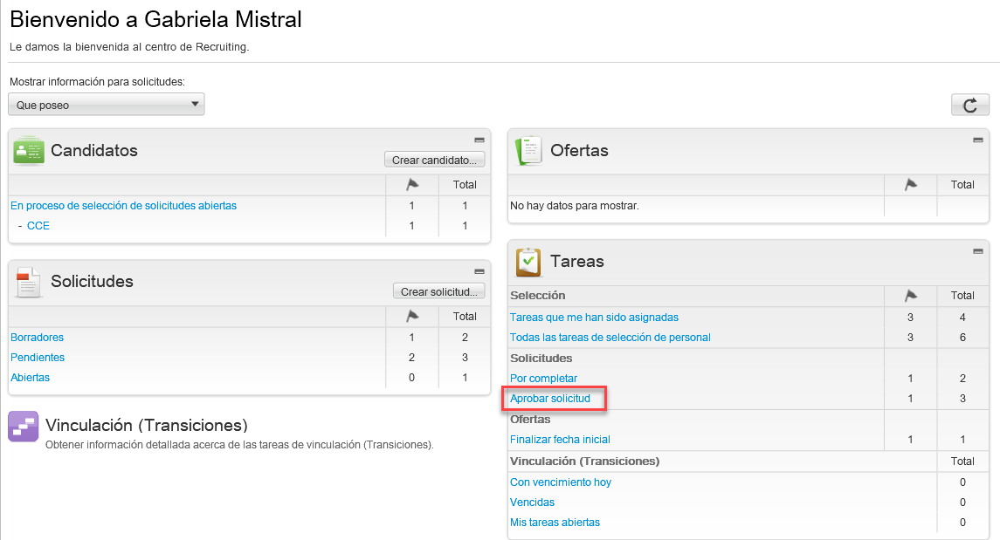 Bienvenido a Gabriela Mistral
Le damos la bienvenida al centro de Recruiting.
Mostrar información para solicitudes:
Que poseo
Candidatos
Crear candidato...
Total
En proceso de selección de solicitudes abiertas 1 1
- CCE 1 1
Solicitudes
Crear solicitud...
Total
Borradores 1 2
Pendientes 2 3
Abiertas 0 1
Vinculación (Transiciones)
Obtener información detallada acerca de las tareas de vinculación (Transiciones).
Ofertas
Total
No hay datos para mostrar.
Tareas
Selección Total
Tareas que me han sido asignadas 3 4
Todas las tareas de selección de personal 3 6
Solicitudes
Por completar 1 2
Aprobar solicitud 1 3
Ofertas
Finalizar fecha inicial 1 1
Vinculación (Transiciones) Total
Con vencimiento hoy 0
Vencidas 0
Mis tareas abiertas 0